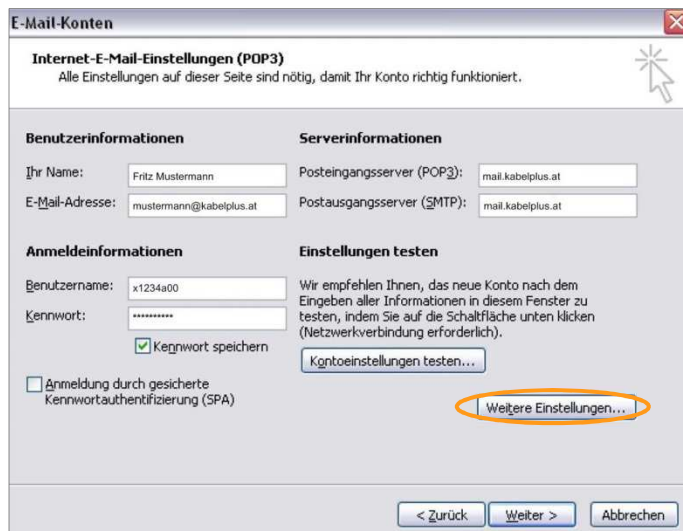 E-Mail-Konten
Internet-E-Mail-Einstellungen (POP3)
Alle Einstellungen auf dieser Seite sind nötig, damit Ihr Konto richtig funktioniert.
Benutzerinformationen
Ihr Name: Fritz Mustermann
E-Mail-Adresse: mustermann@kabelplus.at
Serverinformationen
Posteingangsserver (POP3): mail.kabelplus.at
Postausgangsserver (SMTP): mail.kabelplus.at
Anmeldeinformationen
Benutzername: x1234a00
Kennwort: **********
Kennwort speichern
Anmeldung durch gesicherte
Kennwortauthentifizierung (SPA)
Einstellungen testen
Wir empfehlen Ihnen, das neue Konto nach dem
Eingeben aller Informationen in diesem Fenster zu
testen, indem Sie auf die Schaltfläche unten klicken
(Netzwerkverbindung erforderlich).
Kontoeinstellungen testen...
Weitere Einstellungen...
< Zurück Weiter > Abbrechen